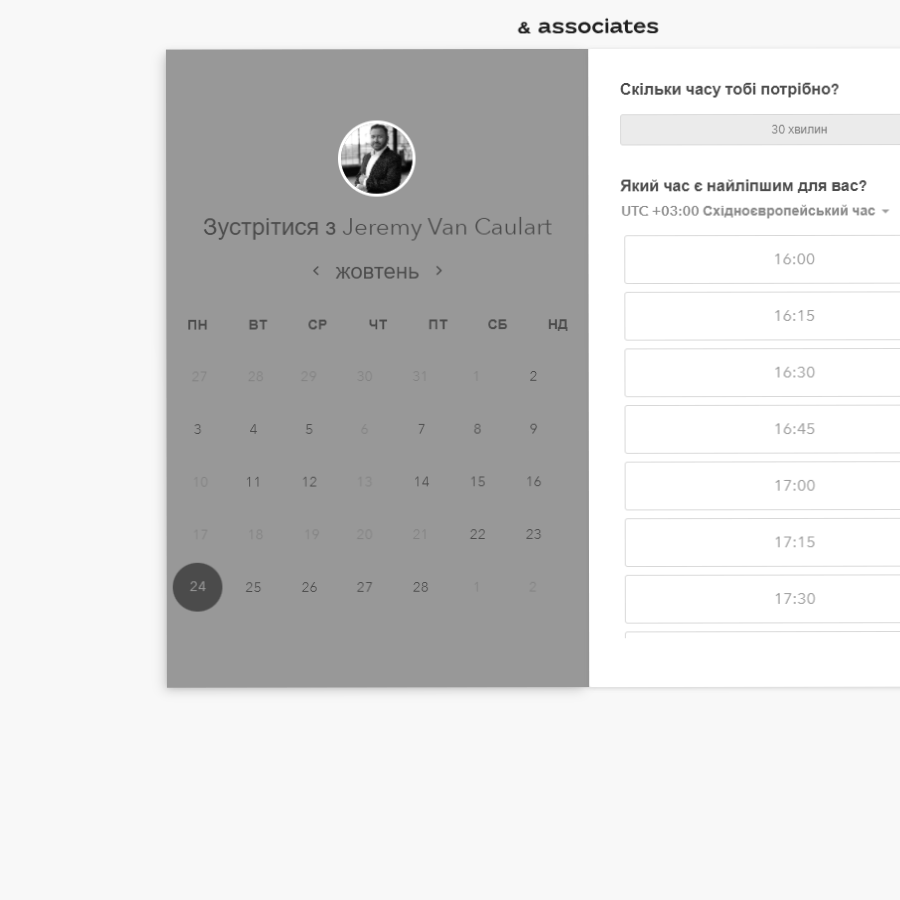 & associates
Зустрітися з Jeremy Van Caulart
жовтень
ПН ВТ СР ЧТ ПТ СБ НД
27 28 29 30 31 1 2
3 4 5 6 7 8 9
10 11 12 13 14 15 16
17 18 19 20 21 22 23
24 25 26 27 28 1 2
Скільки часу тобі потрібно?
30 хвилин
Який час є найліпшим для вас?
UTC +03:00 Східноєвропейський час
16:00
16:15
16:30
16:45
17:00
17:15
17:30